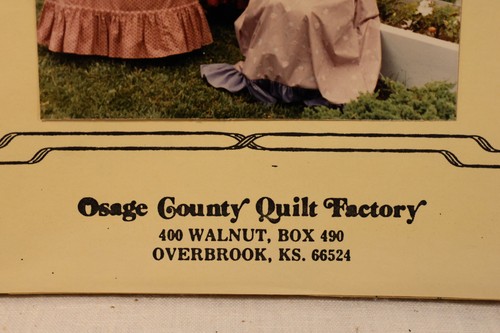 Osage County Quilt Factory
400 WALNUT, BOX 490
OVERBROOK, KS. 66524